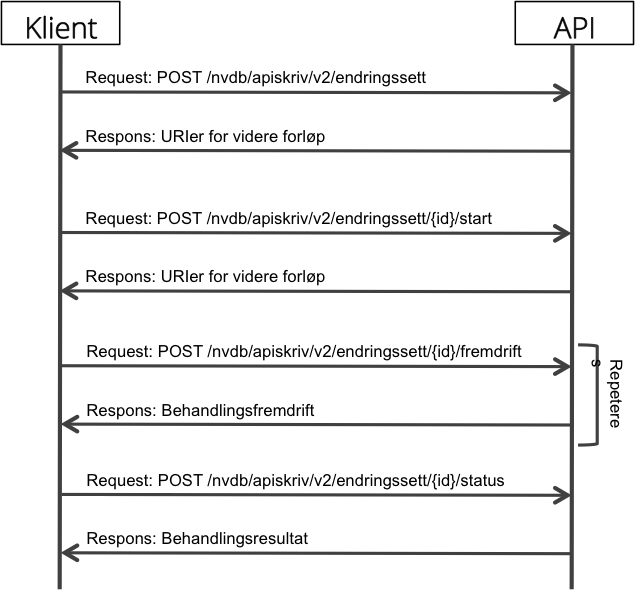 Klient
API
Request: POST /nvdb/apiskriv/v2/endringssett
Respons: URIer for videre forløp
Request: POST /nvdb/apiskriv/v2/endringssett/{id}/start
Respons: URIer for videre forløp
Request: POST /nvdb/apiskriv/v2/endringssett/{id}/fremdrift
Repetere
s
Respons: Behandlingsfremdrift
Request: POST /nvdb/apiskriv/v2/endringssett/{id}/status
Respons: Behandlingsresultat